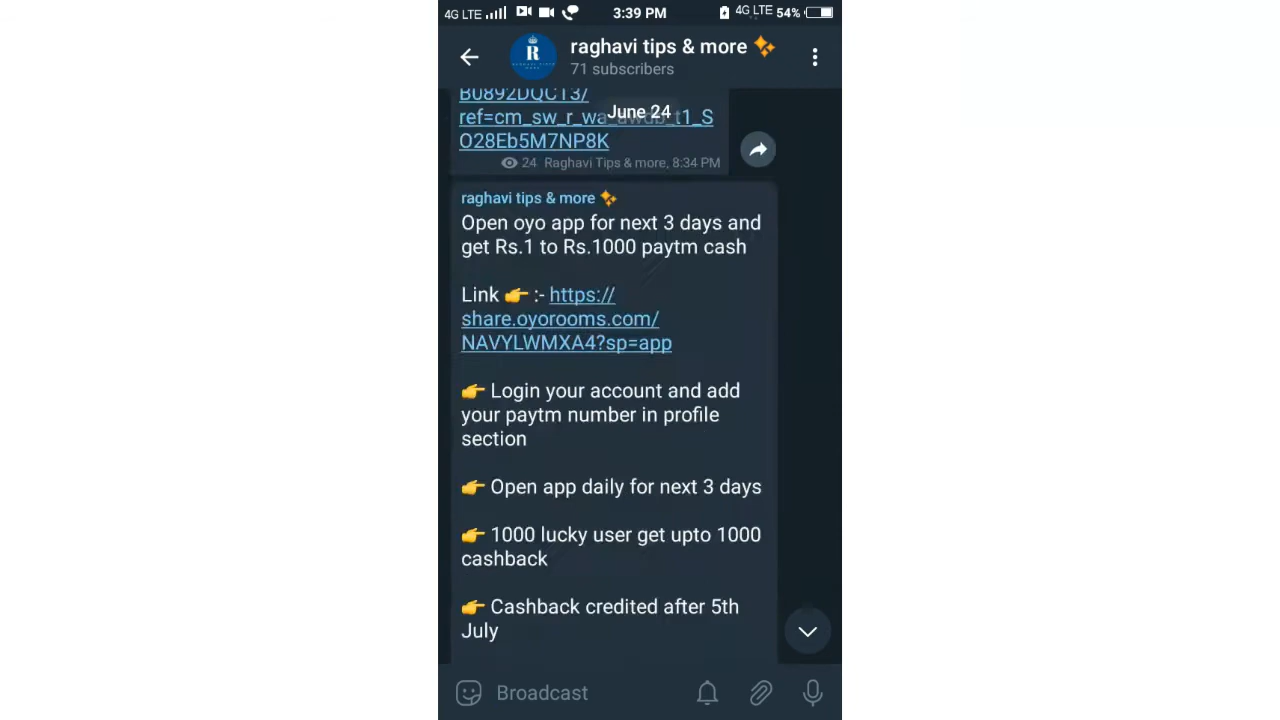 4G LTE 3:39 PM 4G LTE 54%
raghavi tips & more
71 subscribers
B0892DQCT3/
June 24
ref=cm_sw_r_wa_awdb_t1_S
O28Eb5M7NP8K
24 Raghavi Tips & more, 8:34 PM
raghavi tips & more
Open oyo app for next 3 days and
get Rs.1 to Rs.1000 paytm cash
Link 👉 :- https://
share.oyorooms.com/
NAVYLWMXA4?sp=app
👉 Login your account and add
your paytm number in profile
section
👉 Open app daily for next 3 days
👉 1000 lucky user get upto 1000
cashback
👉 Cashback credited after 5th
July
Broadcast